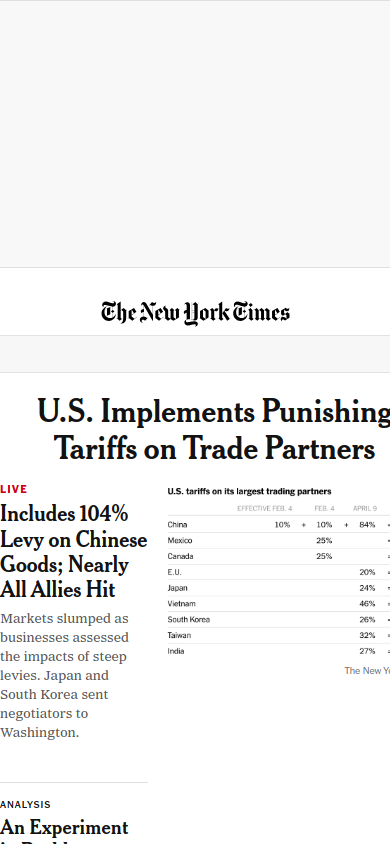 The New York Times
U.S. Implements Punishing
Tariffs on Trade Partners
LIVE
Includes 104%
Levy on Chinese
Goods; Nearly
All Allies Hit
Markets slumped as
businesses assessed
the impacts of steep
levies. Japan and
South Korea sent
negotiators to
Washington.
U.S. tariffs on its largest trading partners
EFFECTIVE FEB. 4 FEB. 4 APRIL 9
China 10% + 10% + 84%
Mexico 25%
Canada 25%
E.U. 20%
Japan 24%
Vietnam 46%
South Korea 26%
Taiwan 32%
India 27%
The New Yo
ANALYSIS
An Experiment